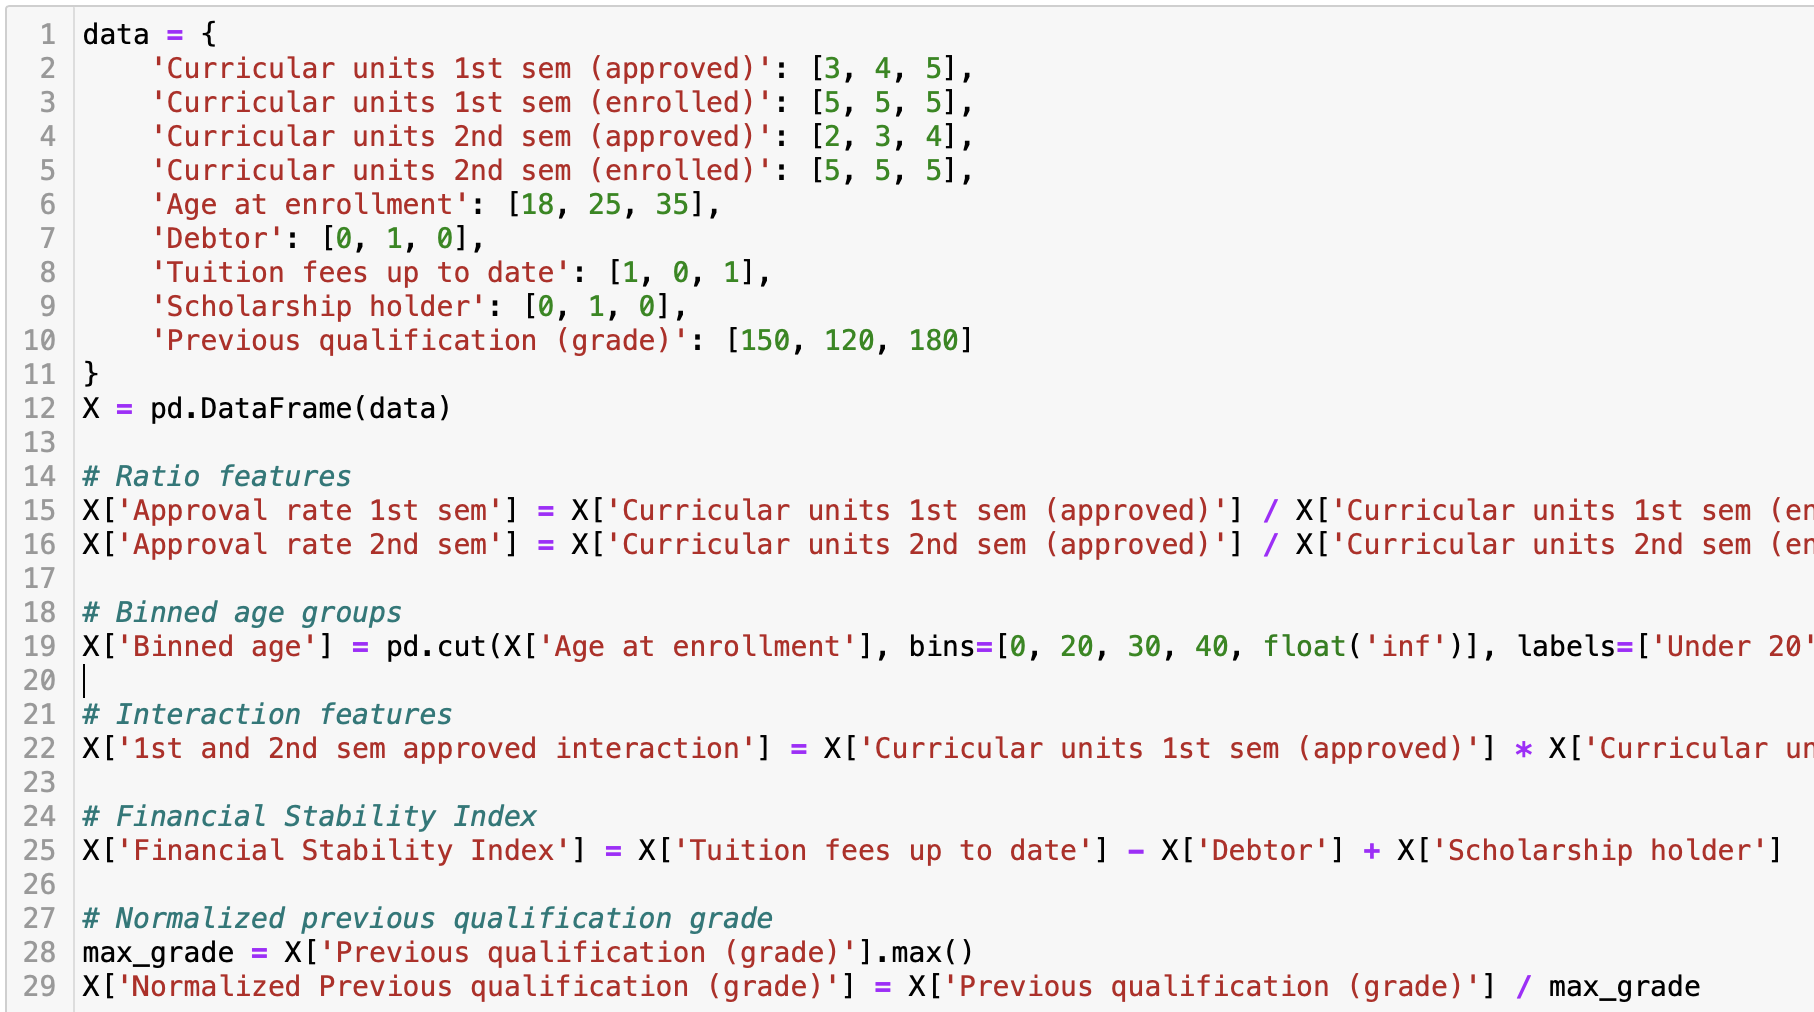 1 data = {
2 'Curricular units 1st sem (approved)': [3, 4, 5],
3 'Curricular units 1st sem (enrolled)': [5, 5, 5],
4 'Curricular units 2nd sem (approved)': [2, 3, 4],
5 'Curricular units 2nd sem (enrolled)': [5, 5, 5],
6 'Age at enrollment': [18, 25, 35],
7 'Debtor': [0, 1, 0],
8 'Tuition fees up to date': [1, 0, 1],
9 'Scholarship holder': [0, 1, 0],
10 'Previous qualification (grade)': [150, 120, 180]
11 }
12 X = pd.DataFrame(data)
13
14 # Ratio features
15 X['Approval rate 1st sem'] = X['Curricular units 1st sem (approved)'] / X['Curricular units 1st sem (en
16 X['Approval rate 2nd sem'] = X['Curricular units 2nd sem (approved)'] / X['Curricular units 2nd sem (en
17
18 # Binned age groups
19 X['Binned age'] = pd.cut(X['Age at enrollment'], bins=[0, 20, 30, 40, float('inf')], labels=['Under 20'
20
21 # Interaction features
22 X['1st and 2nd sem approved interaction'] = X['Curricular units 1st sem (approved)'] * X['Curricular un
23
24 # Financial Stability Index
25 X['Financial Stability Index'] = X['Tuition fees up to date'] - X['Debtor'] + X['Scholarship holder']
26
27 # Normalized previous qualification grade
28 max_grade = X['Previous qualification (grade)'].max()
29 X['Normalized Previous qualification (grade)'] = X['Previous qualification (grade)'] / max_grade